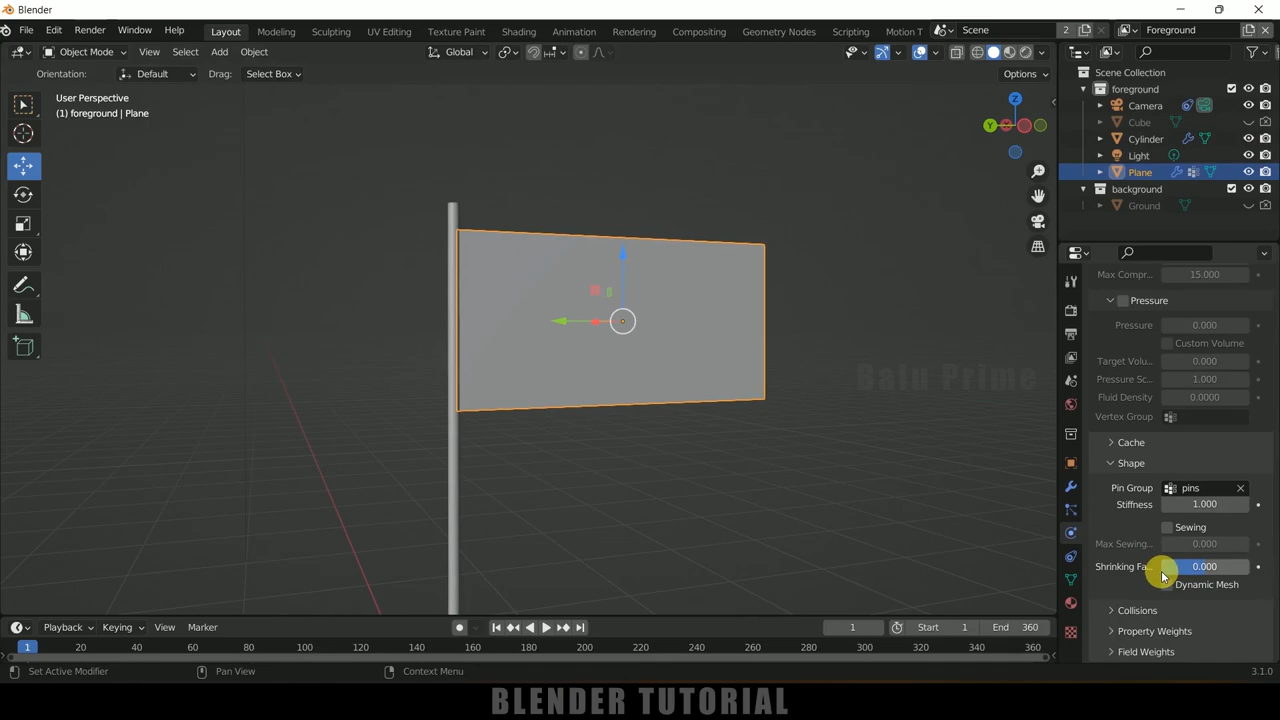 Blender
File Edit Render Window Help Layout Modeling Sculpting UV Editing Texture Paint Shading Animation Rendering Compositing Geometry Nodes Scripting Motion T Scene 2 Foreground
Object Mode View Select Add Object Global
Orientation: Default Drag: Select Box Options
User Perspective
(1) foreground | Plane
Z
Y
X
Scene Collection
foreground
Camera
Cube
Cylinder
Light
Plane
background
Ground
Max Compr... 15.000
Pressure
Pressure 0.000
Custom Volume
Target Volu... 0.000
Pressure Sc... 1.000
Fluid Density 0.0000
Vertex Group
Cache
Shape
Pin Group pins
Stiffness 1.000
Sewing
Max Sewing... 0.000
Shrinking Fa... 0.000
Dynamic Mesh
Collisions
Property Weights
Field Weights
Balu Prime
Playback Keying View Marker 1 Start 1 End 360
1 20 40 60 80 100 120 140 160 180 200 220 240 260 280 300 320 340 360
Set Active Modifier Pan View Context Menu 3.1.0
BLENDER TUTORIAL